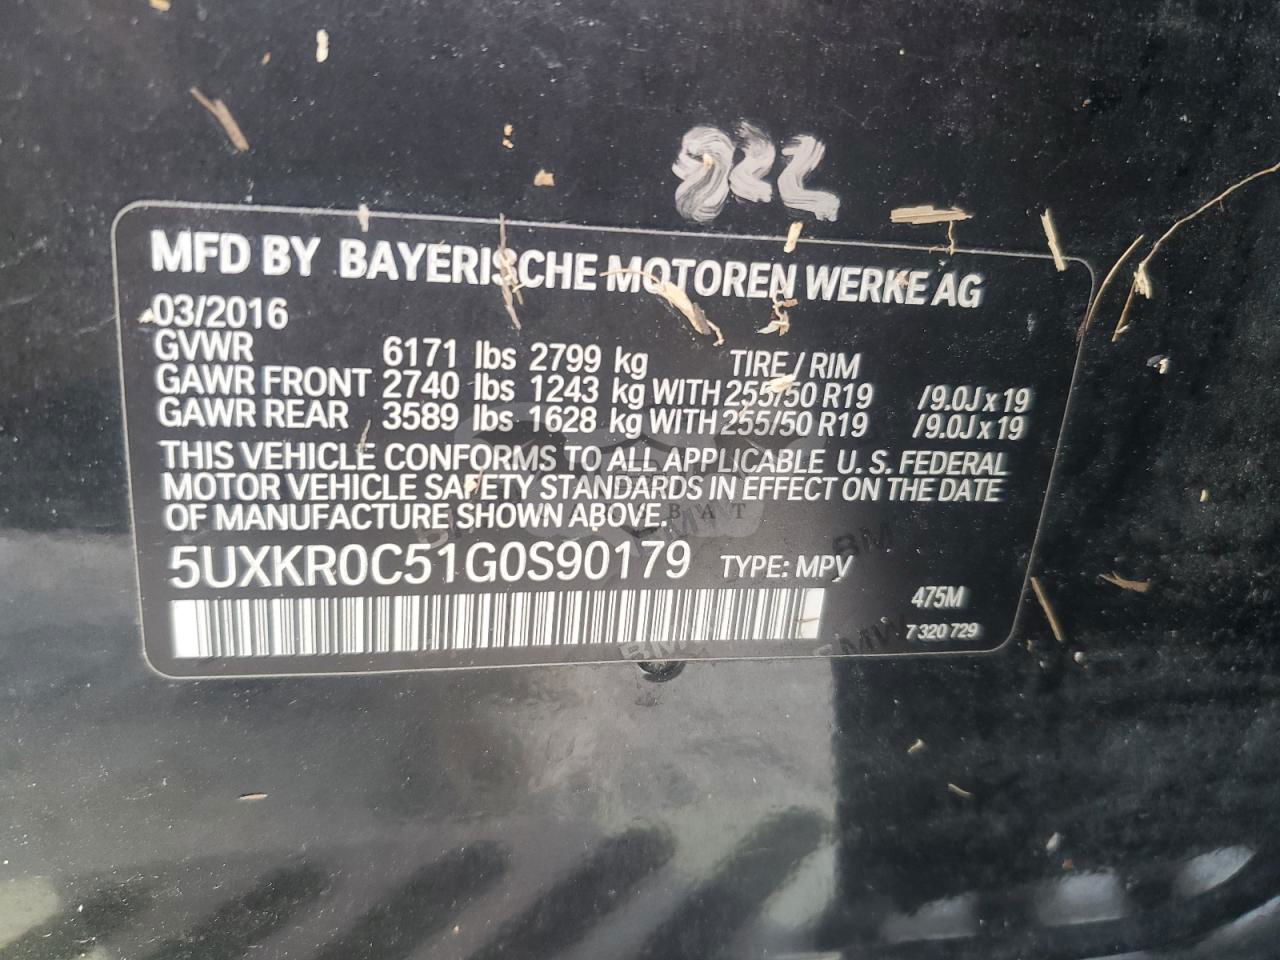 922
MFD BY BAYERISCHE MOTOREN WERKE AG
03/2016
GVWR 6171 lbs 2799 kg TIRE / RIM
GAWR FRONT 2740 lbs 1243 kg WITH 255/50 R19 /9.0J x 19
GAWR REAR 3589 lbs 1628 kg WITH 255/50 R19 /9.0J x 19
THIS VEHICLE CONFORMS TO ALL APPLICABLE U. S. FEDERAL
MOTOR VEHICLE SAFETY STANDARDS IN EFFECT ON THE DATE
OF MANUFACTURE SHOWN ABOVE.
5UXKR0C51G0S90179 TYPE: MPV
475M
7 320 729
BMW
BMW